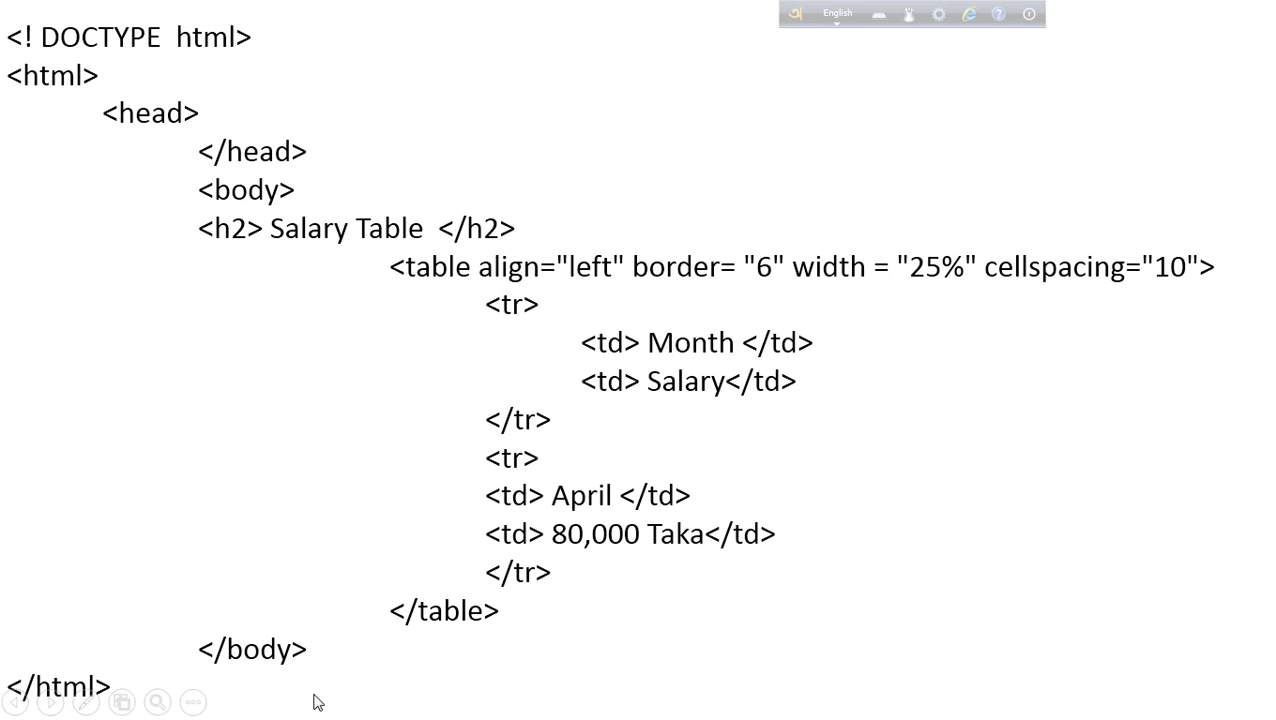 English
<! DOCTYPE  html>
<html>
<head>
</head>
<body>
<h2> Salary Table  </h2>
<table align="left" border= "6" width = "25%" cellspacing="10">
<tr>
<td> Month </td>
<td> Salary</td>
</tr>
<tr>
<td> April </td>
<td> 80,000 Taka</td>
</tr>
</table>
</body>
</html>